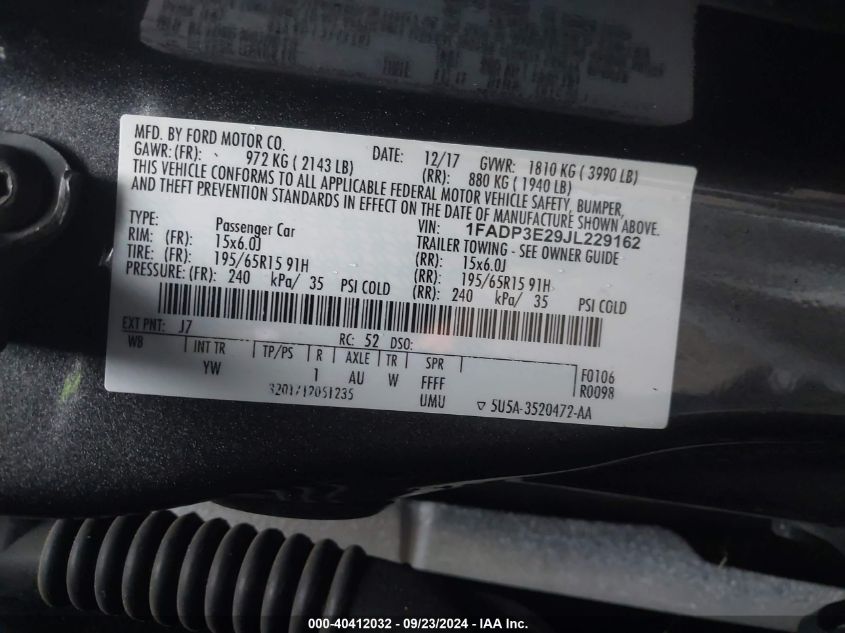 MFD. BY FORD MOTOR CO. DATE: 12/17 GVWR: 1810 KG ( 3990 LB)
GAWR: (FR): 972 KG ( 2143 LB) (RR): 880 KG ( 1940 LB)
THIS VEHICLE CONFORMS TO ALL APPLICABLE FEDERAL MOTOR VEHICLE SAFETY, BUMPER,
AND THEFT PREVENTION STANDARDS IN EFFECT ON THE DATE OF MANUFACTURE SHOWN ABOVE.
VIN: 1FADP3E29JL229162
TYPE: Passenger Car TRAILER TOWING - SEE OWNER GUIDE
RIM: (FR): 15x6.0J (RR): 15x6.0J
TIRE: (FR): 195/65R15 91H (RR): 195/65R15 91H
PRESSURE: (FR): 240 kPa/ 35 PSI COLD (RR): 240 kPa/ 35 PSI COLD
EXT PNT: J7 RC: 52 DSO:
WB INT TR TP/PS R AXLE TR SPR
YW 1 AU W FFFF F0106
UMU R0098
3201712051235 5U5A-3520472-AA
000-40412032 - 09/23/2024 - IAA Inc.